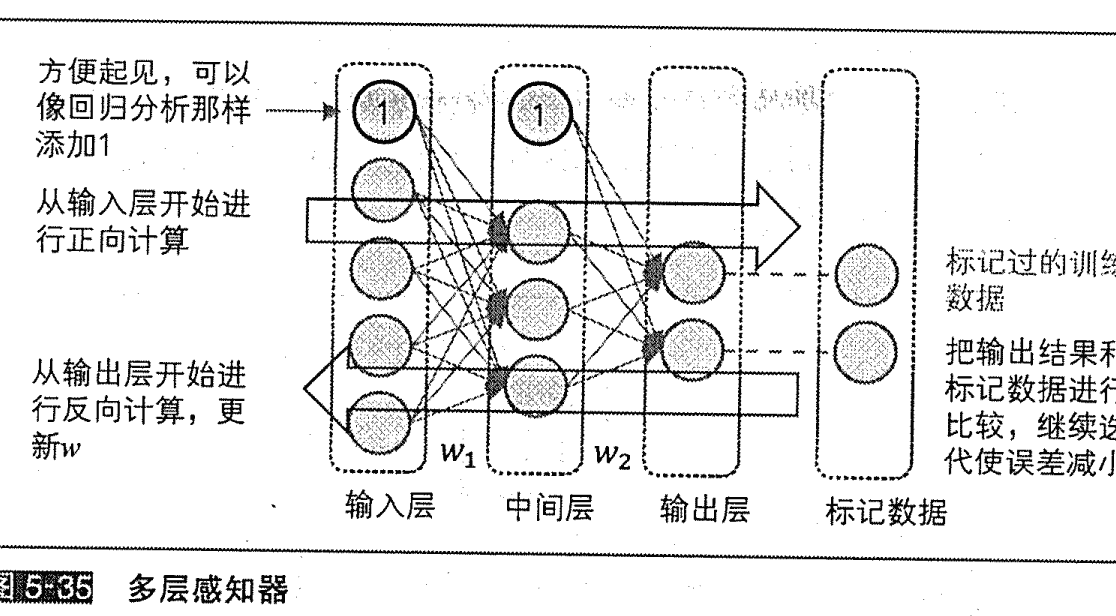 方便起见，可以
像回归分析那样
添加1
1
1
从输入层开始进
行正向计算
标记过的训
数据
从输出层开始进
行反向计算，更
新w
把输出结果和
标记数据进行
比较，继续迭
代使误差减小
w₁
w₂
输入层
中间层
输出层
标记数据
图 5-35
多层感知器